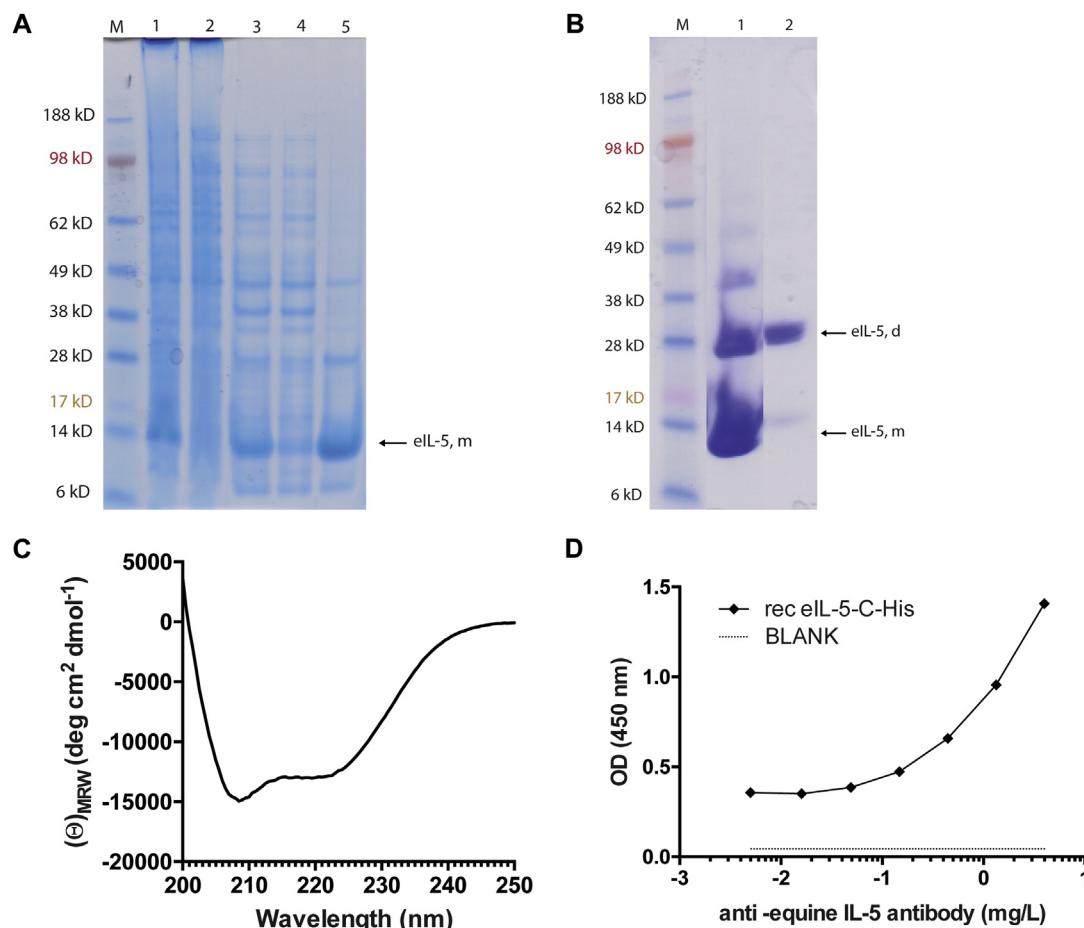 A
M 1 2 3 4 5
188 kD
98 kD
62 kD
49 kD
38 kD
28 kD
17 kD
14 kD
6 kD
eIL-5, m
B
M 1 2
188 kD
98 kD
62 kD
49 kD
38 kD
28 kD
17 kD
14 kD
6 kD
eIL-5, d
eIL-5, m
C
5000
0
-5000
-10000
-15000
-20000
200 210 220 230 240 250
(Θ)MRW (deg cm² dmol⁻¹)
Wavelength (nm)
D
1.5
1.0
0.5
0.0
-3 -2 -1 0 1
rec eIL-5-C-His
BLANK
OD (450 nm)
anti -equine IL-5 antibody (mg/L)